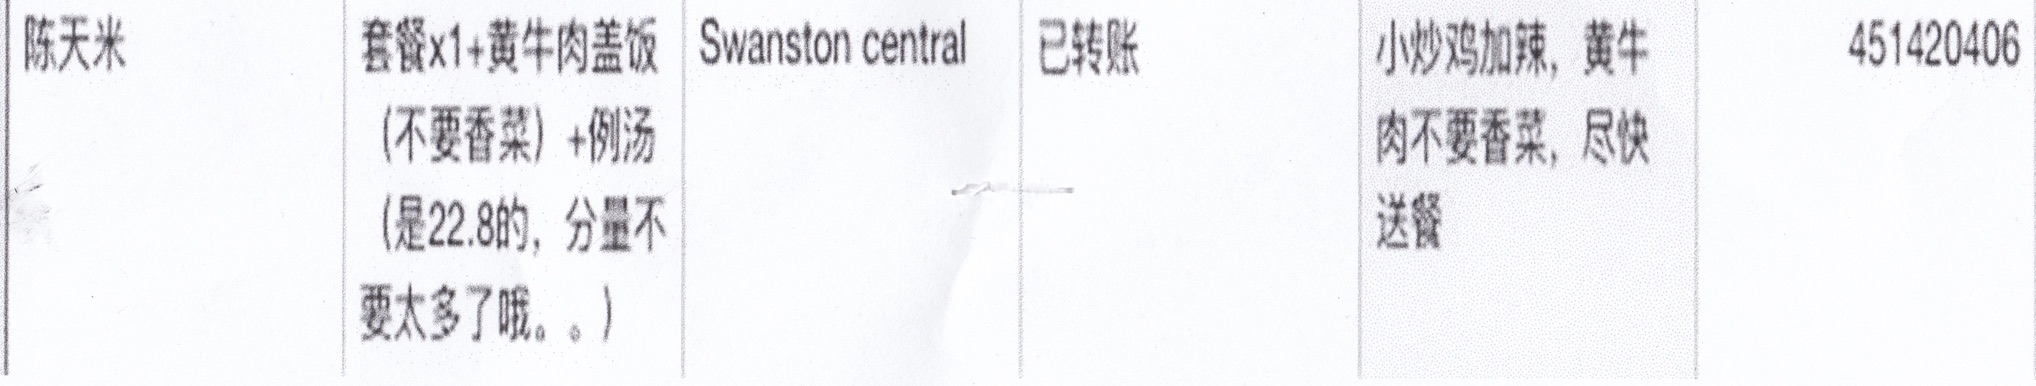 陈天米
套餐x1+黄牛肉盖饭
（不要香菜）+例汤
（是22.8的，分量不
要太多了哦。。）
Swanston central
已转账
小炒鸡加辣，黄牛
肉不要香菜，尽快
送餐
451420406